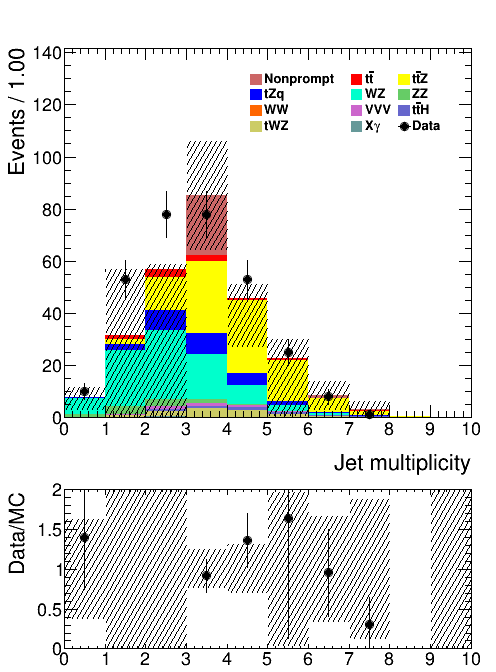 Events / 1.00
140
120
100
80
60
40
20
0
Nonprompt tt̄ tt̄Z
tZq WZ ZZ
WW VVV tt̄H
tWZ Xγ Data
0 1 2 3 4 5 6 7 8 9 10
Jet multiplicity
Data/MC
2
1.5
1
0.5
0
0 1 2 3 4 5 6 7 8 9 10